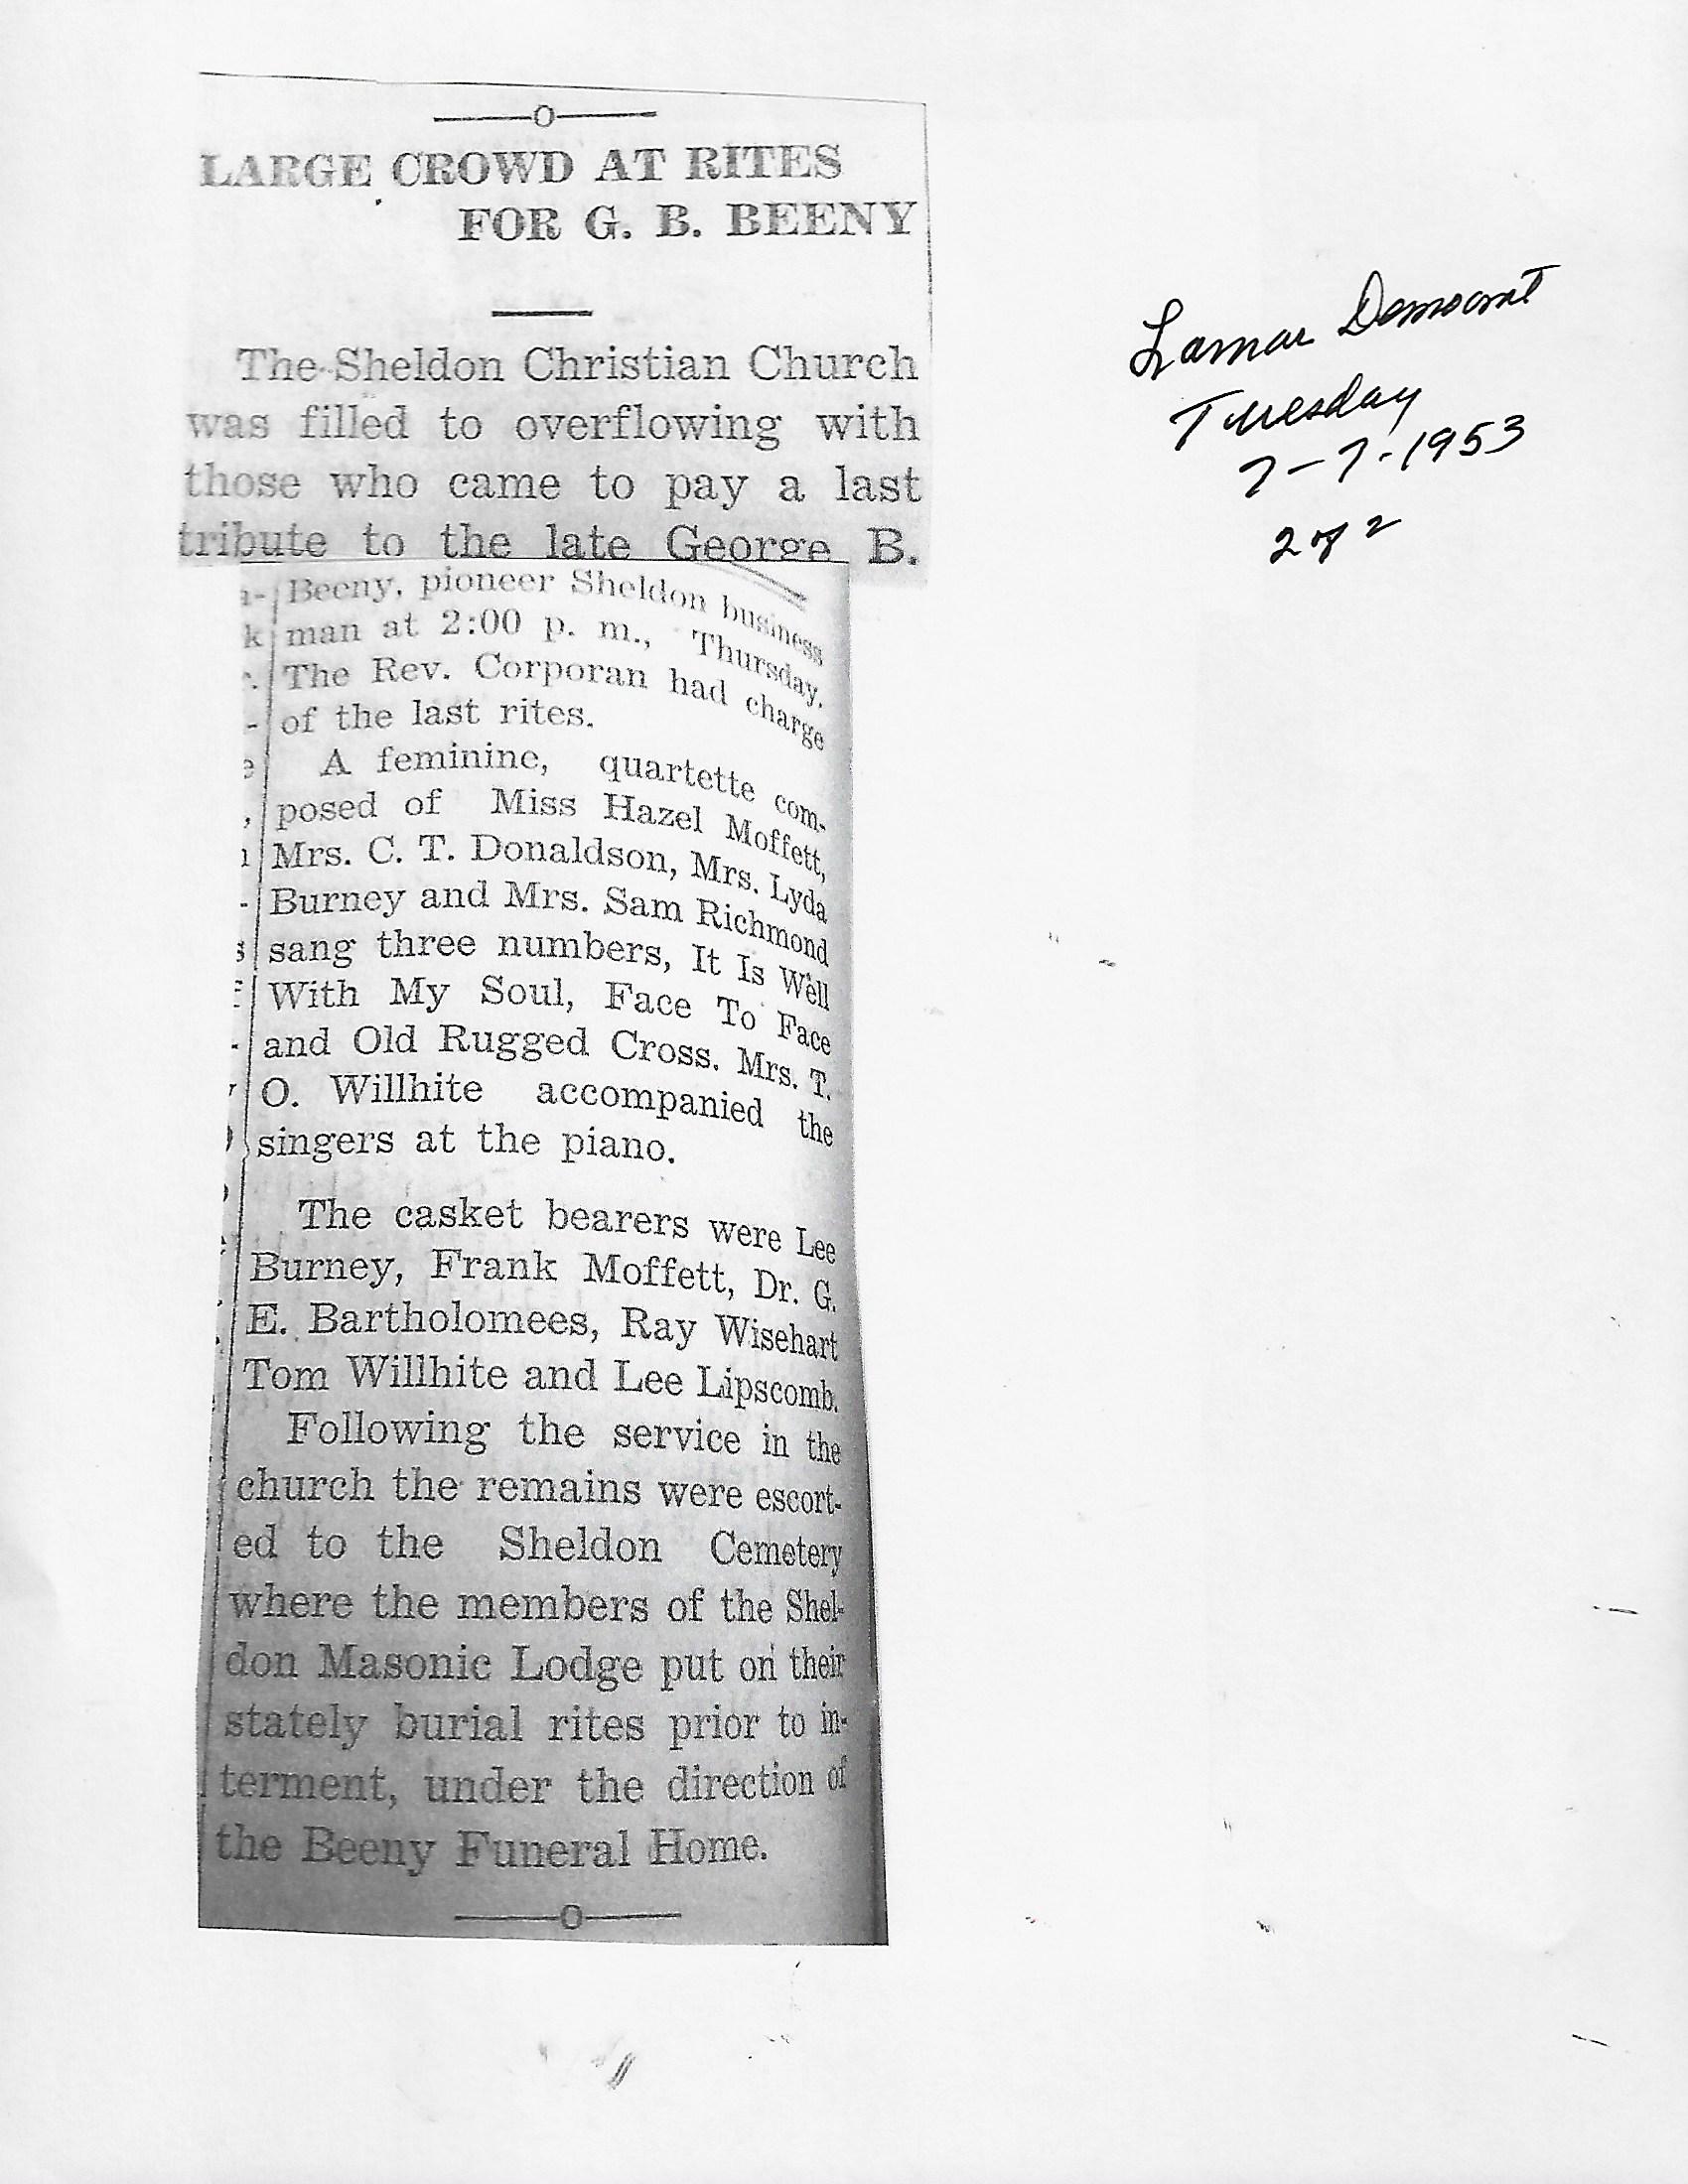 LARGE CROWD AT RITES
FOR G. B. BEENY
The Sheldon Christian Church
was filled to overflowing with
those who came to pay a last
tribute to the late George B.
Beeny, pioneer Sheldon business
man at 2:00 p. m., Thursday.
The Rev. Corporan had charge
of the last rites.
A feminine, quartette com-
posed of Miss Hazel Moffett,
Mrs. C. T. Donaldson, Mrs. Lyda
Burney and Mrs. Sam Richmond
sang three numbers, It Is Well
With My Soul, Face To Face
and Old Rugged Cross. Mrs. T.
O. Willhite accompanied the
singers at the piano.
The casket bearers were Lee
Burney, Frank Moffett, Dr. G.
E. Bartholomees, Ray Wisehart
Tom Willhite and Lee Lipscomb.
Following the service in the
church the remains were escort-
ed to the Sheldon Cemetery
where the members of the Shel-
don Masonic Lodge put on their
stately burial rites prior to in-
terment, under the direction of
the Beeny Funeral Home.
Lamar Democrat
Tuesday
7-7-1953
2 of 2